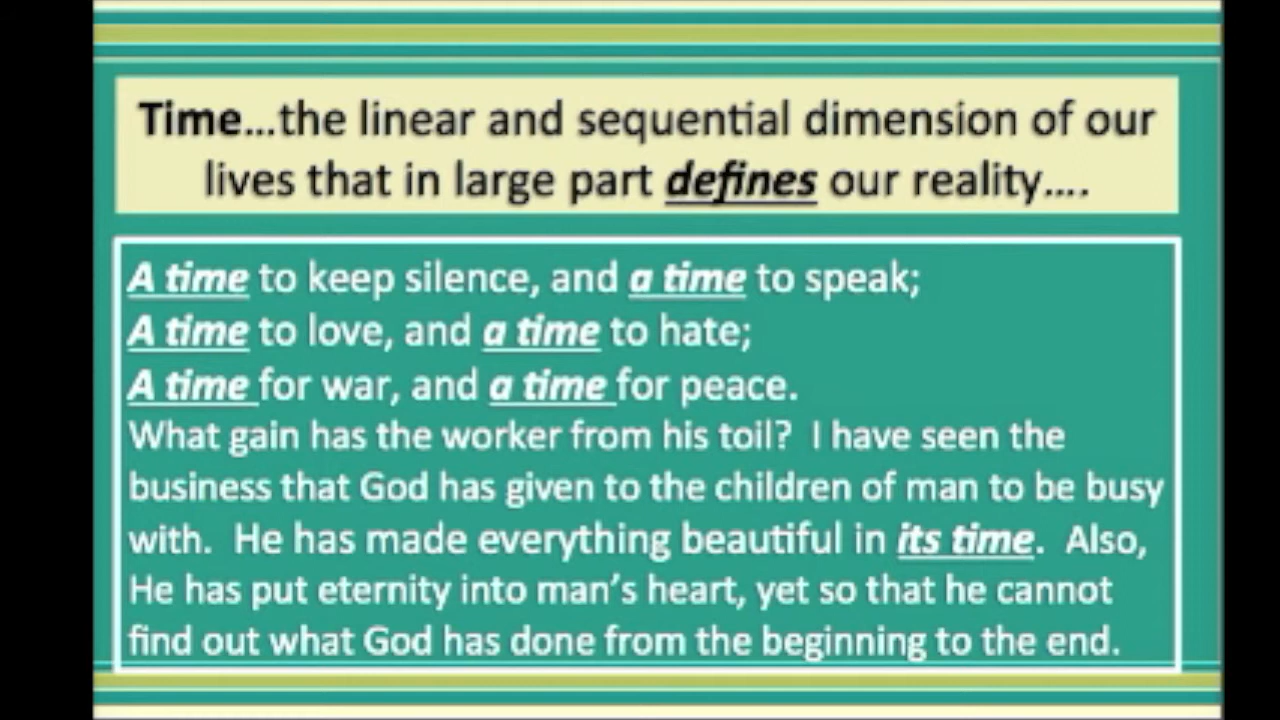 Time...the linear and sequential dimension of our
lives that in large part defines our reality....
A time to keep silence, and a time to speak;
A time to love, and a time to hate;
A time for war, and a time for peace.
What gain has the worker from his toil?  I have seen the
business that God has given to the children of man to be busy
with.  He has made everything beautiful in its time.  Also,
He has put eternity into man's heart, yet so that he cannot
find out what God has done from the beginning to the end.